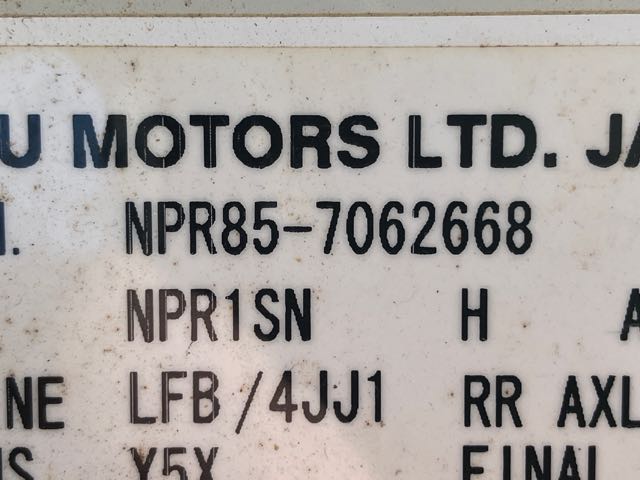 U MOTORS LTD. JA
. NPR85-7062668
NPR1SN H A
NE LFB/4JJ1 RR AXL
S Y5X FINAL